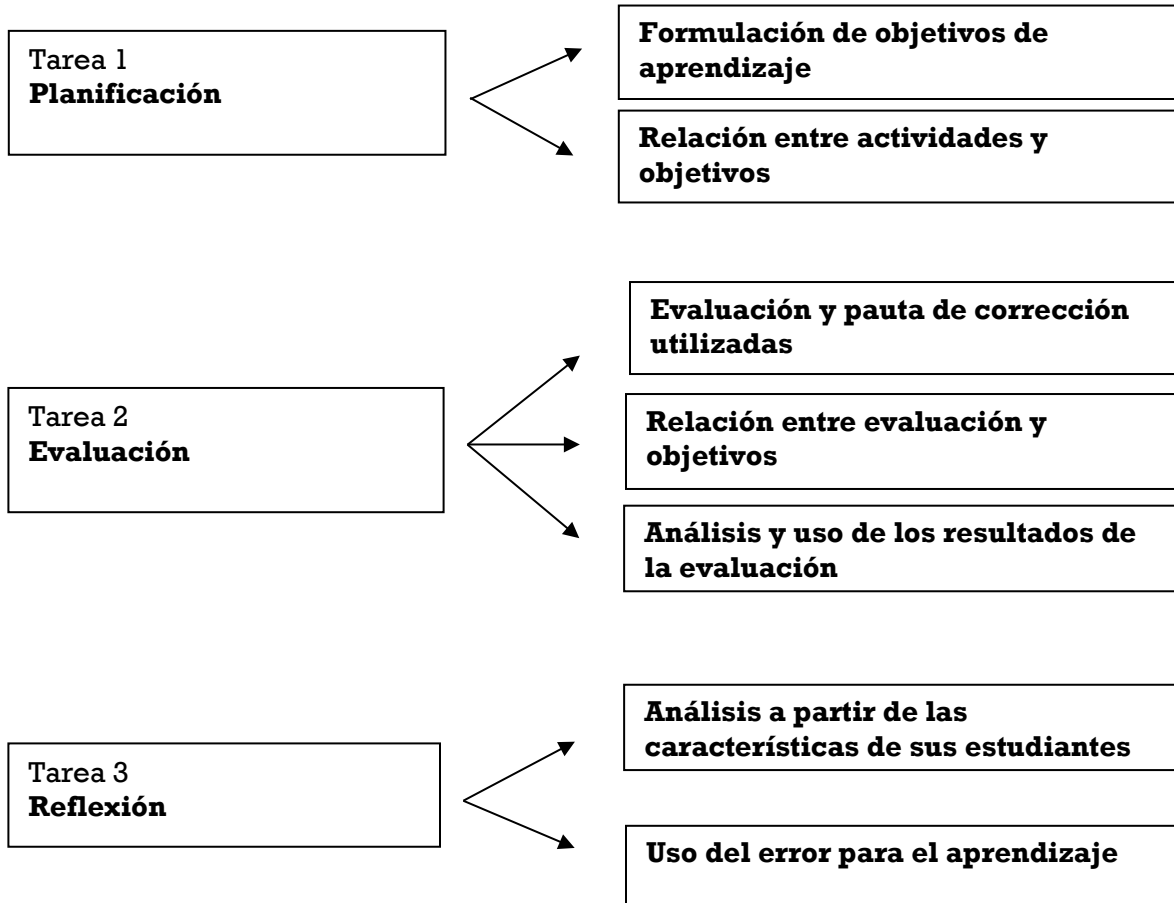 Tarea 1
Planificación
Formulación de objetivos de
aprendizaje
Relación entre actividades y
objetivos
Tarea 2
Evaluación
Evaluación y pauta de corrección
utilizadas
Relación entre evaluación y
objetivos
Análisis y uso de los resultados de
la evaluación
Tarea 3
Reflexión
Análisis a partir de las
características de sus estudiantes
Uso del error para el aprendizaje